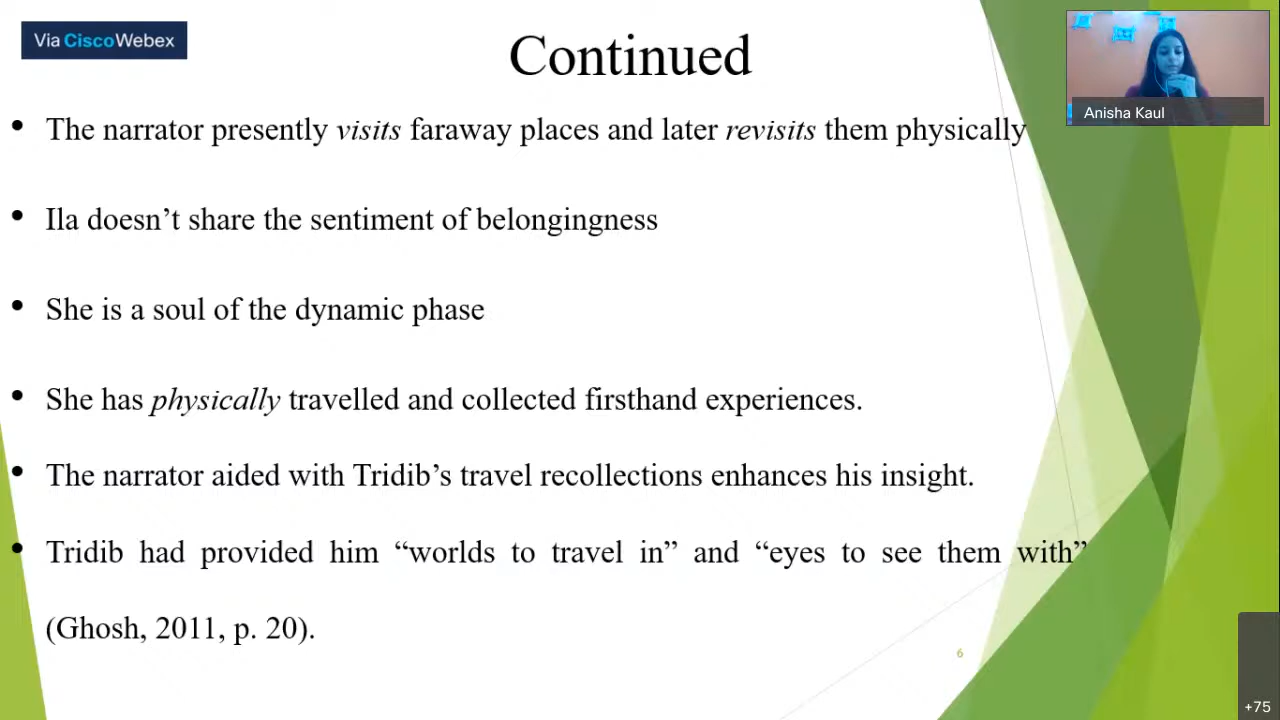 Via CiscoWebex
Continued
Anisha Kaul
• The narrator presently visits faraway places and later revisits them physically
• Ila doesn’t share the sentiment of belongingness
• She is a soul of the dynamic phase
• She has physically travelled and collected firsthand experiences.
• The narrator aided with Tridib’s travel recollections enhances his insight.
• Tridib had provided him “worlds to travel in” and “eyes to see them with”
(Ghosh, 2011, p. 20).
6
+75